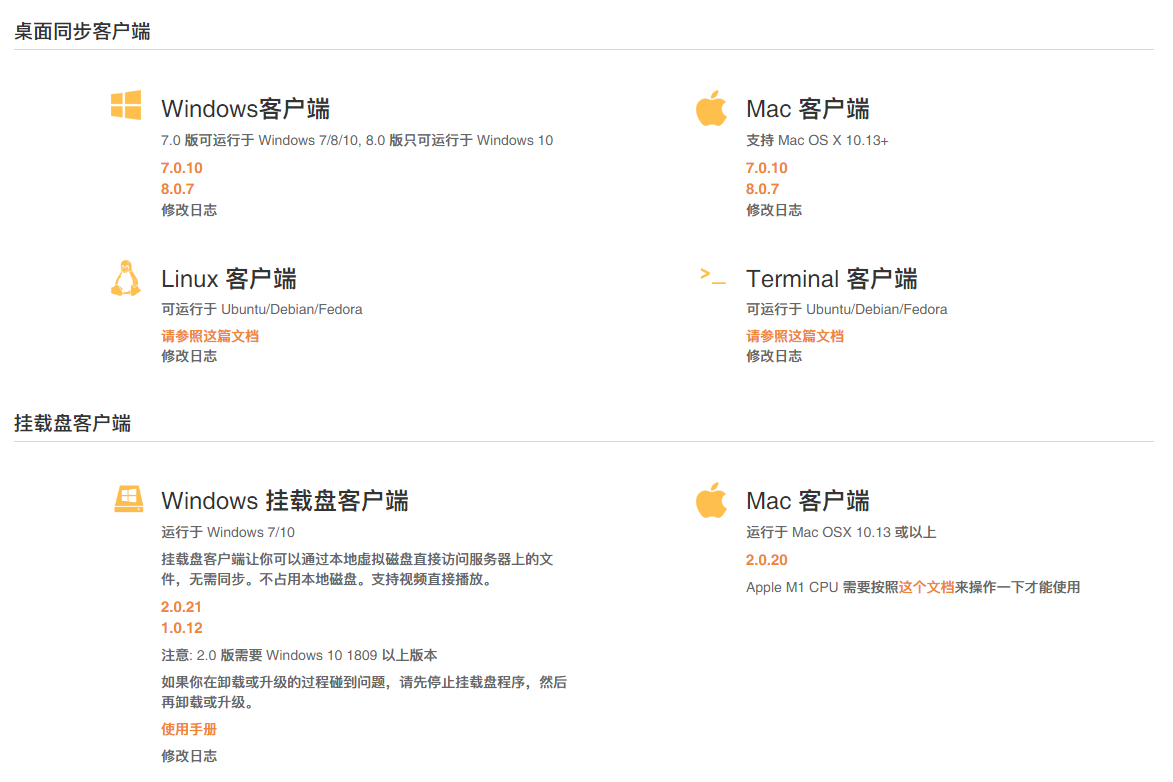 桌面同步客户端
Windows客户端
7.0 版可运行于 Windows 7/8/10, 8.0 版只可运行于 Windows 10
7.0.10
8.0.7
修改日志
Mac 客户端
支持 Mac OS X 10.13+
7.0.10
8.0.7
修改日志
Linux 客户端
可运行于 Ubuntu/Debian/Fedora
请参照这篇文档
修改日志
Terminal 客户端
可运行于 Ubuntu/Debian/Fedora
请参照这篇文档
修改日志
挂载盘客户端
Windows 挂载盘客户端
运行于 Windows 7/10
挂载盘客户端让你可以通过本地虚拟磁盘直接访问服务器上的文
件，无需同步。不占用本地磁盘。支持视频直接播放。
2.0.21
1.0.12
注意: 2.0 版需要 Windows 10 1809 以上版本
如果你在卸载或升级的过程碰到问题，请先停止挂载盘程序，然后
再卸载或升级。
使用手册
修改日志
Mac 客户端
运行于 Mac OSX 10.13 或以上
2.0.20
Apple M1 CPU 需要按照这个文档来操作一下才能使用